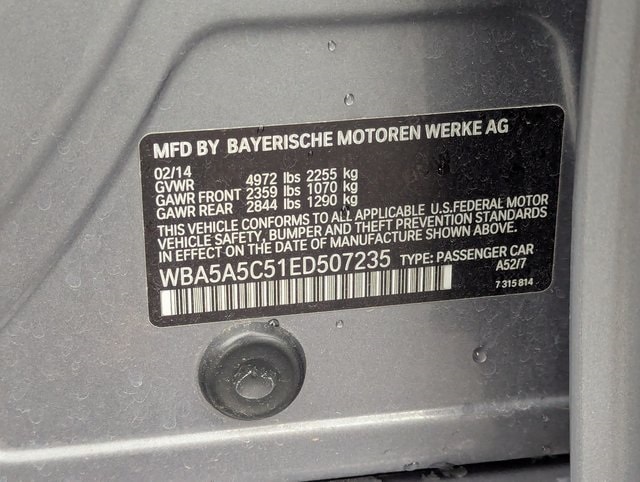 MFD BY BAYERISCHE MOTOREN WERKE AG
02/14
GVWR 4972 lbs 2255 kg
GAWR FRONT 2359 lbs 1070 kg
GAWR REAR 2844 lbs 1290 kg
THIS VEHICLE CONFORMS TO ALL APPLICABLE U.S.FEDERAL MOTOR
VEHICLE SAFETY, BUMPER AND THEFT PREVENTION STANDARDS
IN EFFECT ON THE DATE OF MANUFACTURE SHOWN ABOVE.
WBA5A5C51ED507235 TYPE: PASSENGER CAR
A52/7
7 315 814